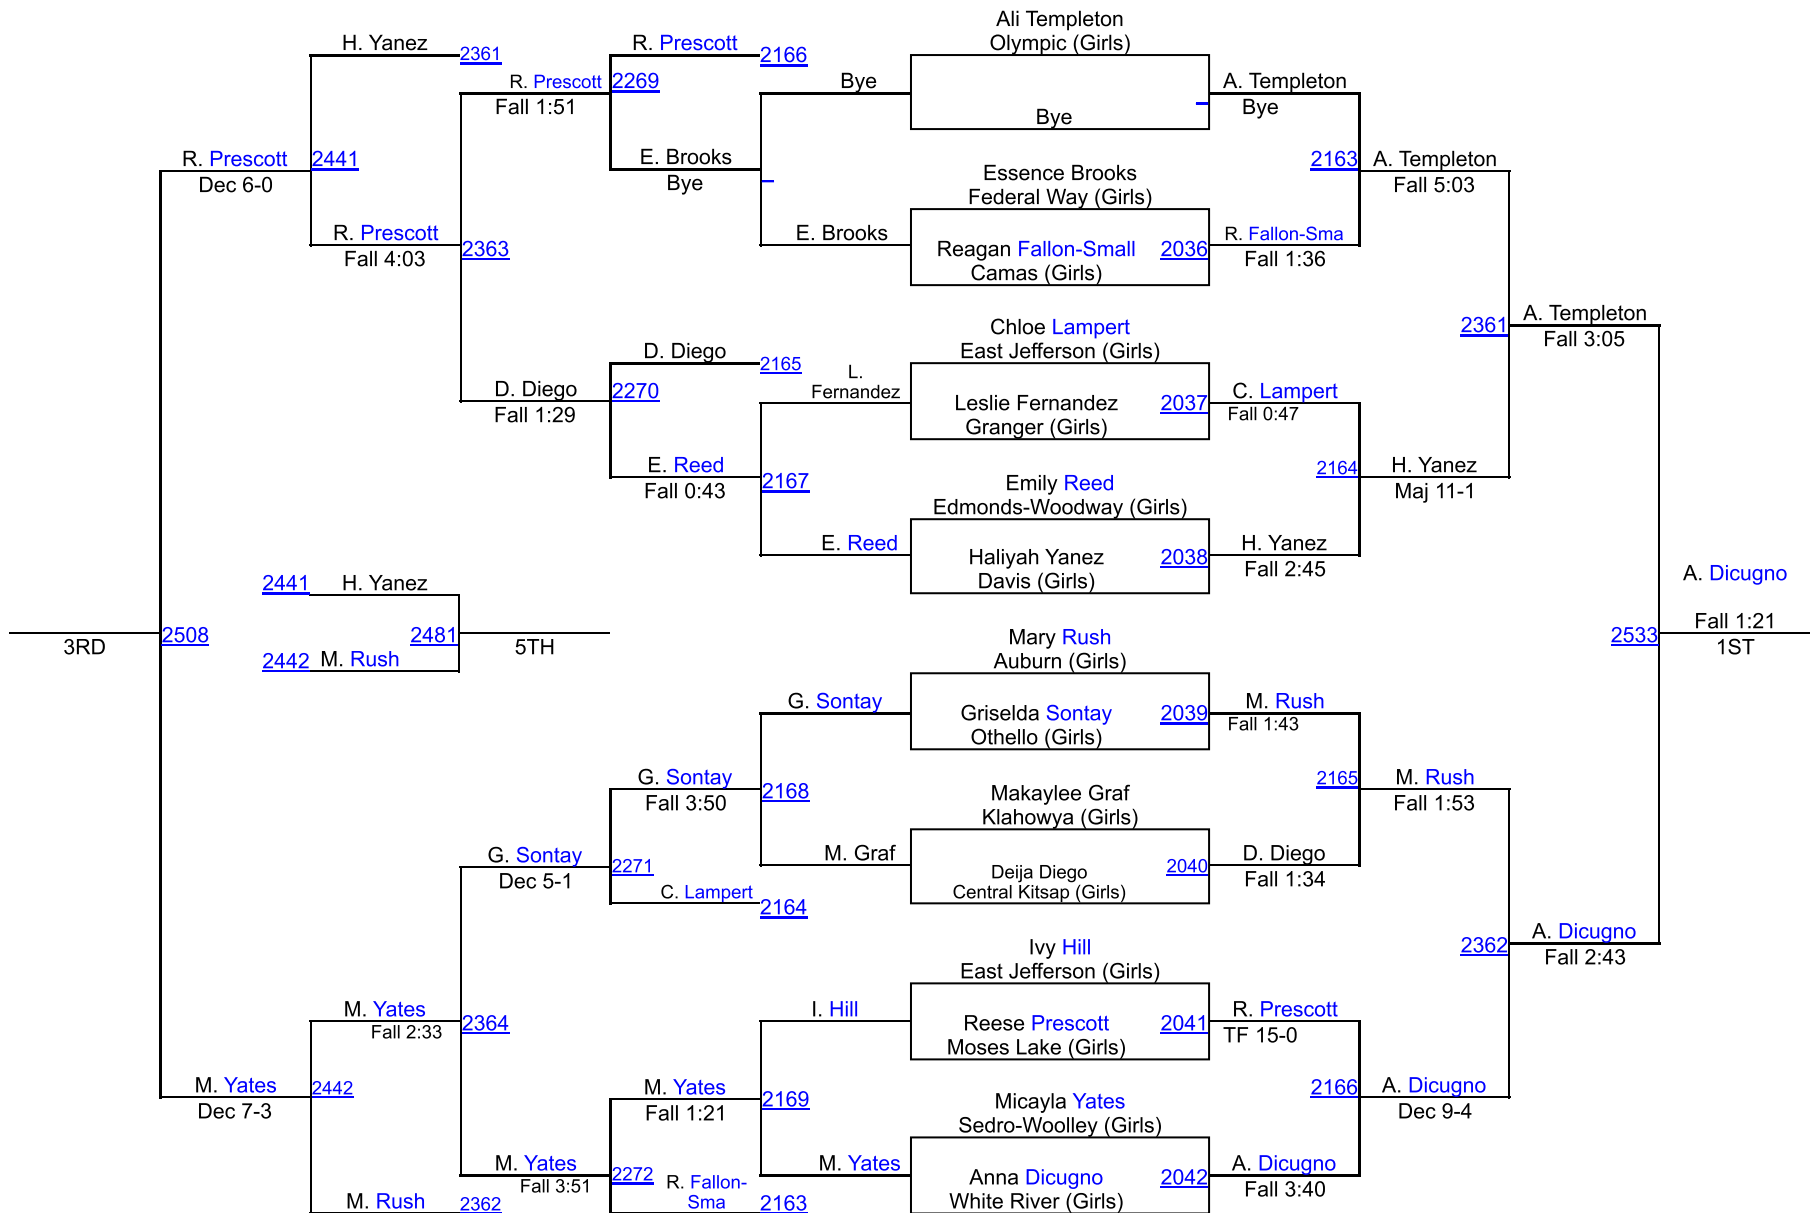 Ali Templeton
Olympic (Girls)
H. Yanez
2361
R. Prescott
2166
R. Prescott
2269
Fall 1:51
Bye
A. Templeton
Bye
Bye
R. Prescott
2441
Dec 6-0
E. Brooks
Bye
Essence Brooks
Federal Way (Girls)
2163
A. Templeton
Fall 5:03
R. Prescott
Fall 4:03
2363
E. Brooks
Reagan Fallon-Small
Camas (Girls)
2036
R. Fallon-Sma
Fall 1:36
Chloe Lampert
East Jefferson (Girls)
2361
A. Templeton
Fall 3:05
D. Diego
2165
D. Diego
2270
Fall 1:29
L.
Fernandez
Leslie Fernandez
Granger (Girls)
2037
C. Lampert
Fall 0:47
E. Reed
Fall 0:43
2167
Emily Reed
Edmonds-Woodway (Girls)
2164
H. Yanez
Maj 11-1
E. Reed
Haliyah Yanez
Davis (Girls)
2038
H. Yanez
Fall 2:45
2441
H. Yanez
A. Dicugno
Fall 1:21
2533
1ST
3RD
2508
2481
5TH
2442
M. Rush
Mary Rush
Auburn (Girls)
G. Sontay
Griselda Sontay
Othello (Girls)
2039
M. Rush
Fall 1:43
G. Sontay
Fall 3:50
2168
Makaylee Graf
Klahowya (Girls)
2165
M. Rush
Fall 1:53
G. Sontay
Dec 5-1
2271
M. Graf
Deija Diego
Central Kitsap (Girls)
2040
D. Diego
Fall 1:34
C. Lampert
2164
Ivy Hill
East Jefferson (Girls)
2362
A. Dicugno
Fall 2:43
M. Yates
Fall 2:33
2364
I. Hill
Reese Prescott
Moses Lake (Girls)
2041
R. Prescott
TF 15-0
M. Yates
Dec 7-3
2442
M. Yates
Fall 1:21
2169
Micayla Yates
Sedro-Woolley (Girls)
2166
A. Dicugno
Dec 9-4
M. Yates
Fall 3:51
2272
M. Yates
Anna Dicugno
White River (Girls)
2042
A. Dicugno
Fall 3:40
M. Rush
2362
R. Fallon-
Sma
2163